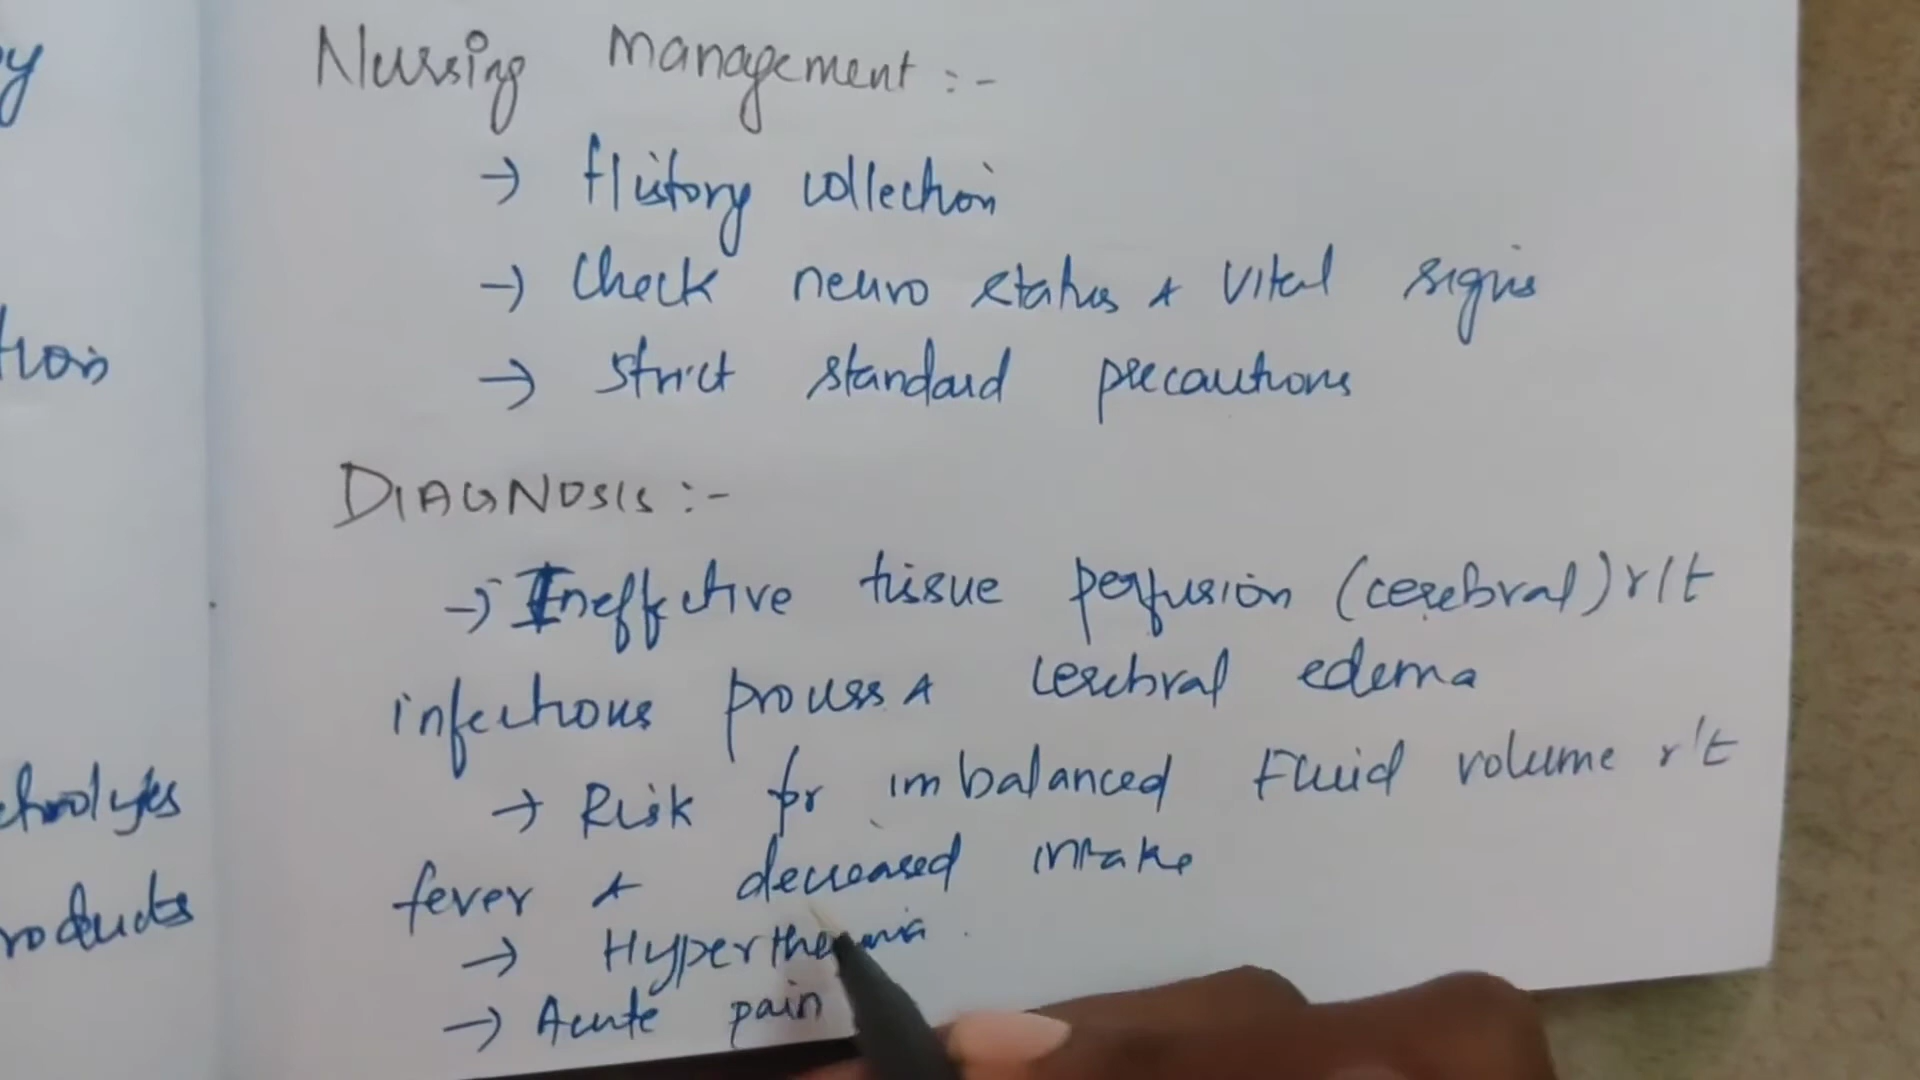 Nursing management :-
→ History collection
→ Check neuro status & vital signs
→ strict standard precautions
DIAGNOSIS :-
→ Ineffective tissue perfusion (cerebral) r/t
infectious process & cerebral edema
→ Risk for imbalanced Fluid volume r/t
fever & decreased intake
→ Hyperthermia
→ Acute pain